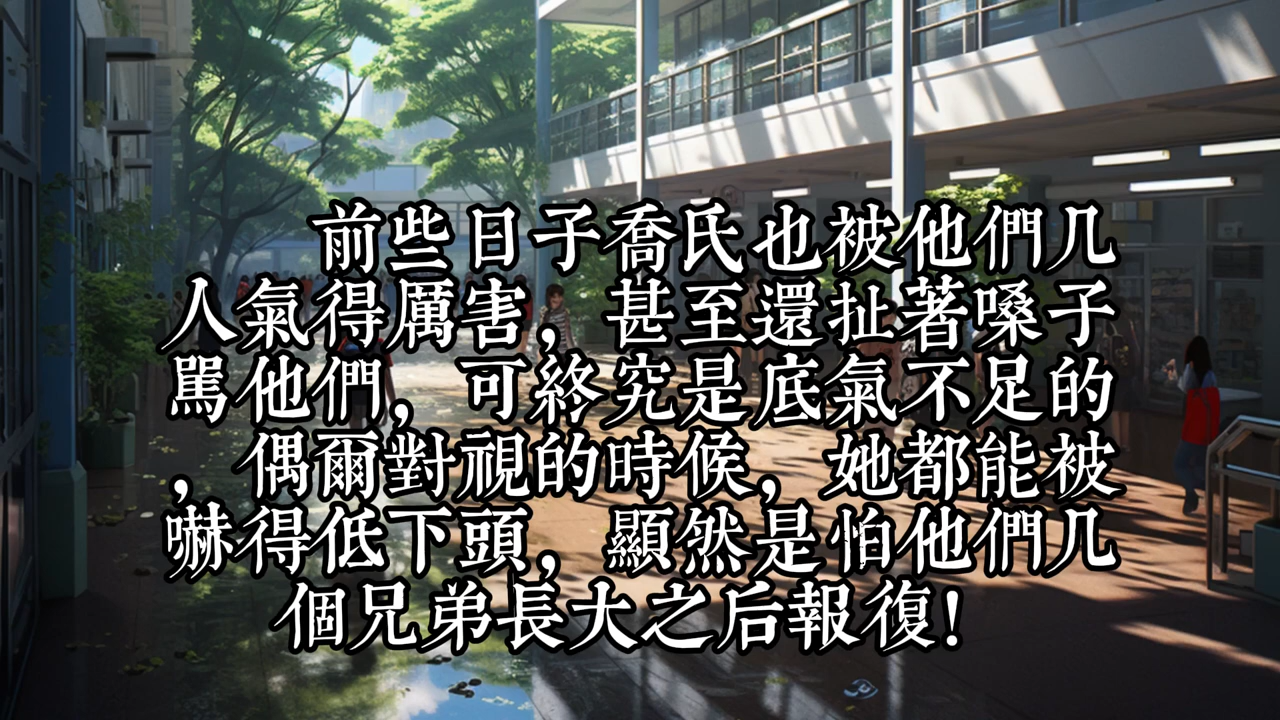 前些日子喬氏也被他們几
人氣得厲害，甚至還扯著嗓子
罵他們，可終究是底氣不足的
，偶爾對視的時候，她都能被
嚇得低下頭，顯然是怕他們几
個兄弟長大之后報復！